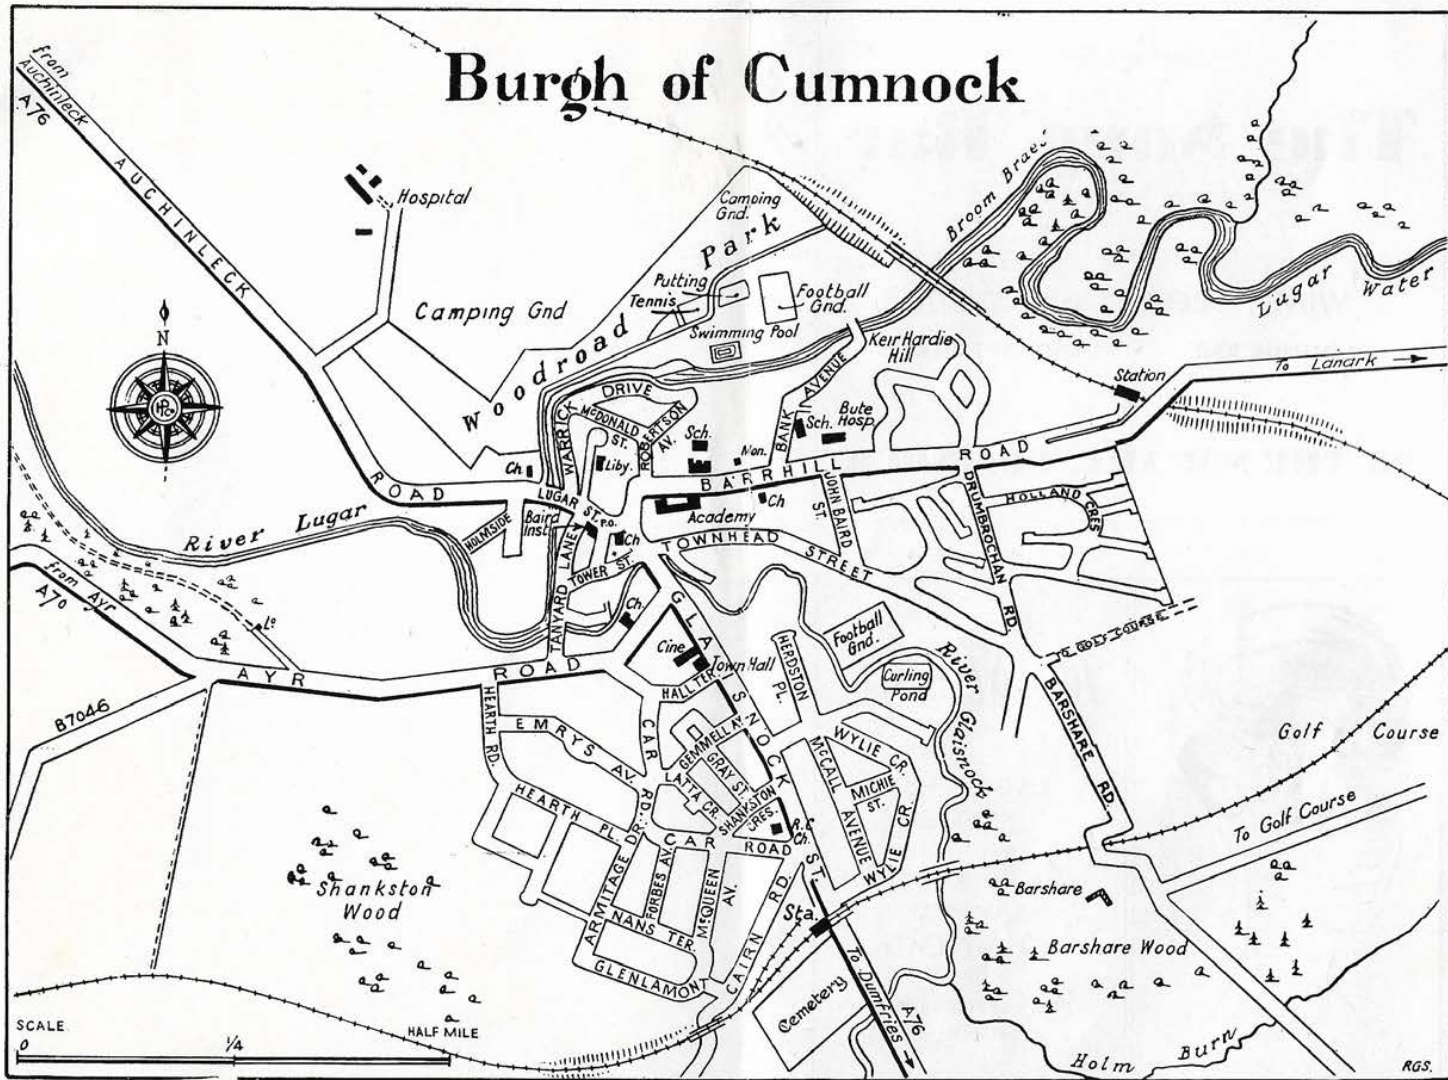 Burgh of Cumnock
from
AUCHINLECK
A76
AUCHINLECK
ROAD
Hospital
Camping Gnd
Camping
Gnd.
Woodroad Park
Putting
Tennis
Football
Gnd.
Swimming Pool
Broom Braes
Lugar Water
Keir Hardie
Hill
To Lanark
Station
N
DRIVE
WARRICK
McDONALD
ST.
ROBERTSON
AV.
Sch.
Liby.
Mon.
BANK AVENUE
Sch.
Bute
Hosp.
BARRHILL ROAD
Ch
Ch
Academy
JOHN BAIRD
ST.
DRUMBROCHAN
RD.
HOLLAND
CRES
River Lugar
HOLMSIDE
LUGAR ST.
Baird
Inst.
P.O.
Ch
TANYARD LANE
TOWER ST.
TOWNHEAD STREET
from Ayr
A70
Lo
AYR ROAD
B7046
Ch.
GLAISNOCK ST.
Cine
Town Hall
HALL TER.
HERDSTON
PL.
Football
Gnd.
Curling
Pond
River Glaisnock
TO GOLF COURSE
BARSHARE RD.
Golf Course
To Golf Course
HEARTH RD.
EMRYS AV.
CAR RD.
GEMMELL AV.
GRAY ST.
LATTA CR.
SHANKSTON
CRES.
R.C
Ch.
WYLIE CR.
McCALL AVENUE
MICHIE
ST.
WYLIE CR.
HEARTH PL.
ARMITAGE DR.
FORBES AV.
CAR ROAD
McQUEEN AV.
NANS TER.
GLENLAMONT
CAIRN RD.
Sta.
To Dumfries
A76
Cemetery
Shankston
Wood
Barshare
Barshare Wood
Holm Burn
SCALE
0 1/4 HALF MILE
RGS.